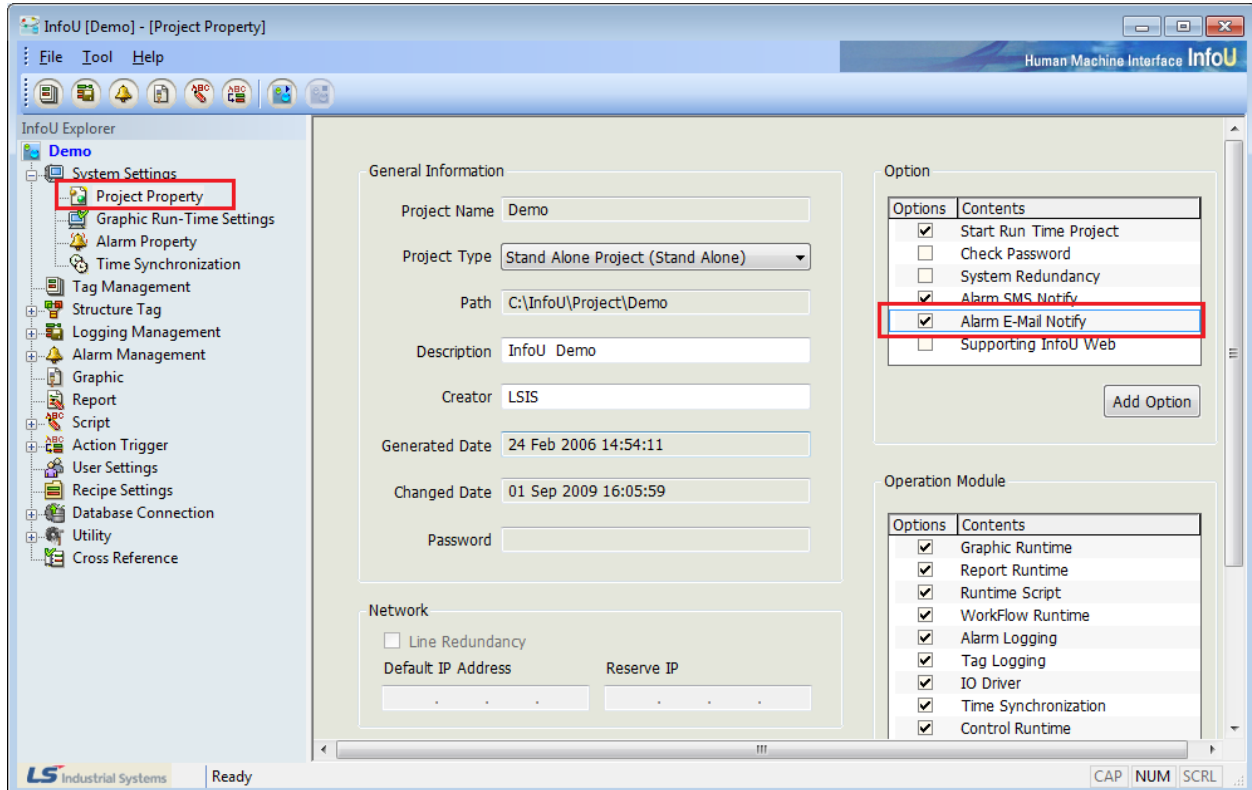 InfoU [Demo] - [Project Property]
File Tool Help
Human Machine Interface InfoU
InfoU Explorer
Demo
System Settings
Project Property
Graphic Run-Time Settings
Alarm Property
Time Synchronization
Tag Management
Structure Tag
Logging Management
Alarm Management
Graphic
Report
Script
Action Trigger
User Settings
Recipe Settings
Database Connection
Utility
Cross Reference
General Information
Project Name Demo
Project Type Stand Alone Project (Stand Alone)
Path C:\InfoU\Project\Demo
Description InfoU Demo
Creator LSIS
Generated Date 24 Feb 2006 14:54:11
Changed Date 01 Sep 2009 16:05:59
Password
Network
Line Redundancy
Default IP Address Reserve IP
. . . . . .
Option
Options Contents
Start Run Time Project
Check Password
System Redundancy
Alarm SMS Notify
Alarm E-Mail Notify
Supporting InfoU Web
Add Option
Operation Module
Options Contents
Graphic Runtime
Report Runtime
Runtime Script
WorkFlow Runtime
Alarm Logging
Tag Logging
IO Driver
Time Synchronization
Control Runtime
LS Industrial Systems Ready CAP NUM SCRL